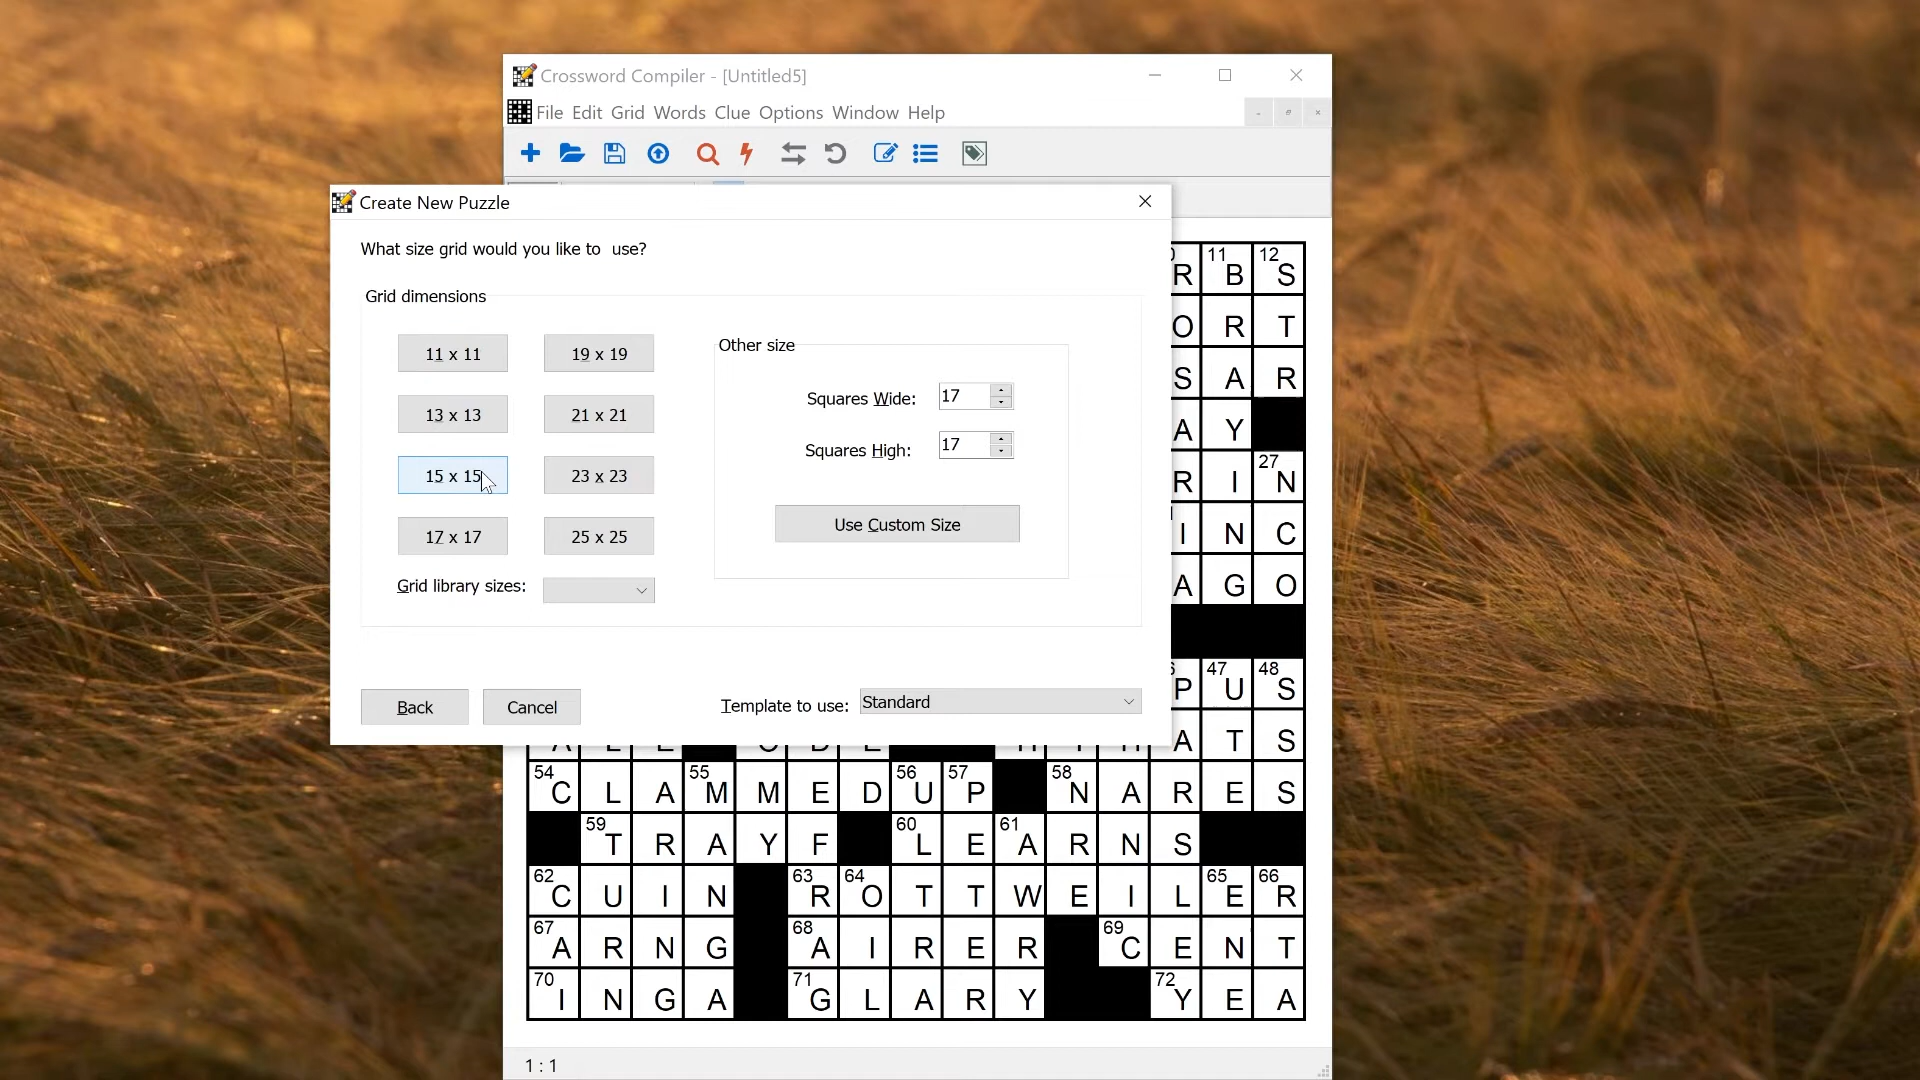 Crossword Compiler - [Untitled5]
File Edit Grid Words Clue Options Window Help
Create New Puzzle
What size grid would you like to use?
Grid dimensions
11 x 11 19 x 19
13 x 13 21 x 21
15 x 15 23 x 23
17 x 17 25 x 25
Grid library sizes:
Other size
Squares Wide: 17
Squares High: 17
Use Custom Size
Back Cancel Template to use: Standard
R 11 B 12 S
O R T
S A R
A Y
R I 27 N
I N C
A G O
P 47 U 48 S
A T S
54 C L A 55 M M E D 56 U 57 P 58 N A R E S
59 T R A Y F 60 L E 61 A R N S
62 C U I N 63 R 64 O T T W E I L 65 E 66 R
67 A R N G 68 A I R E R 69 C E N T
70 I N G A 71 G L A R Y 72 Y E A
1 : 1